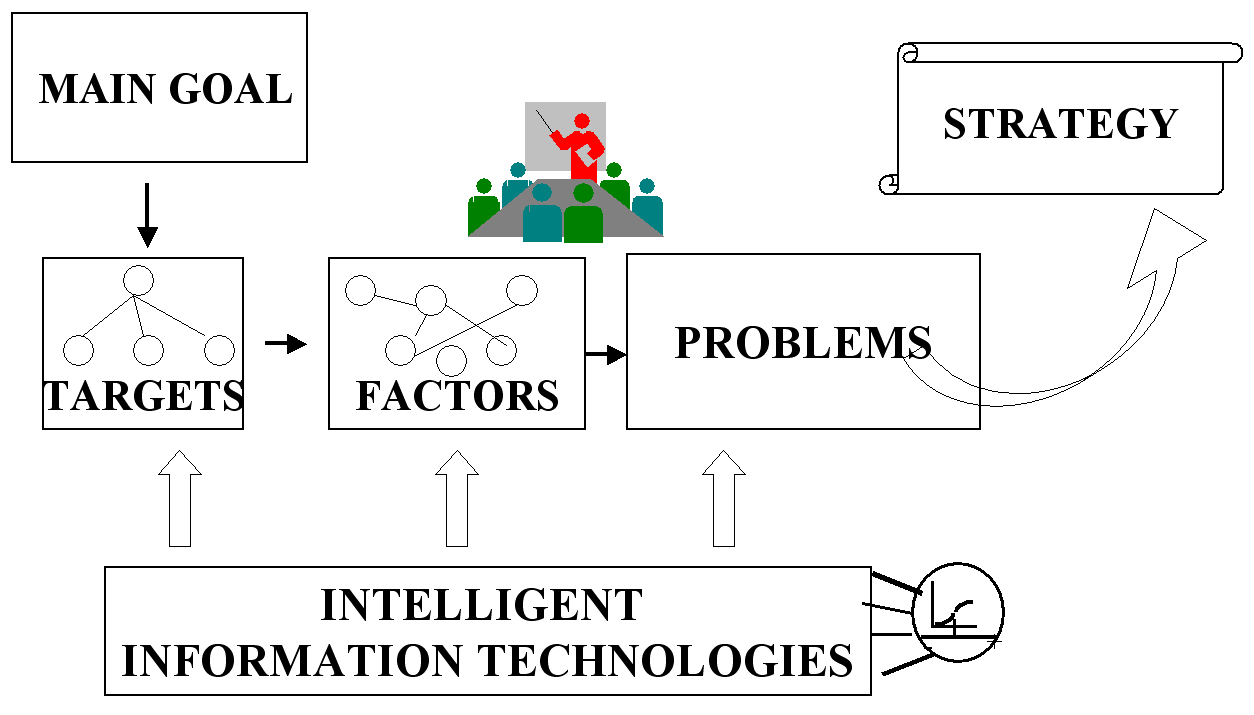 MAIN GOAL
STRATEGY
TARGETS
FACTORS
PROBLEMS
INTELLIGENT
INFORMATION TECHNOLOGIES